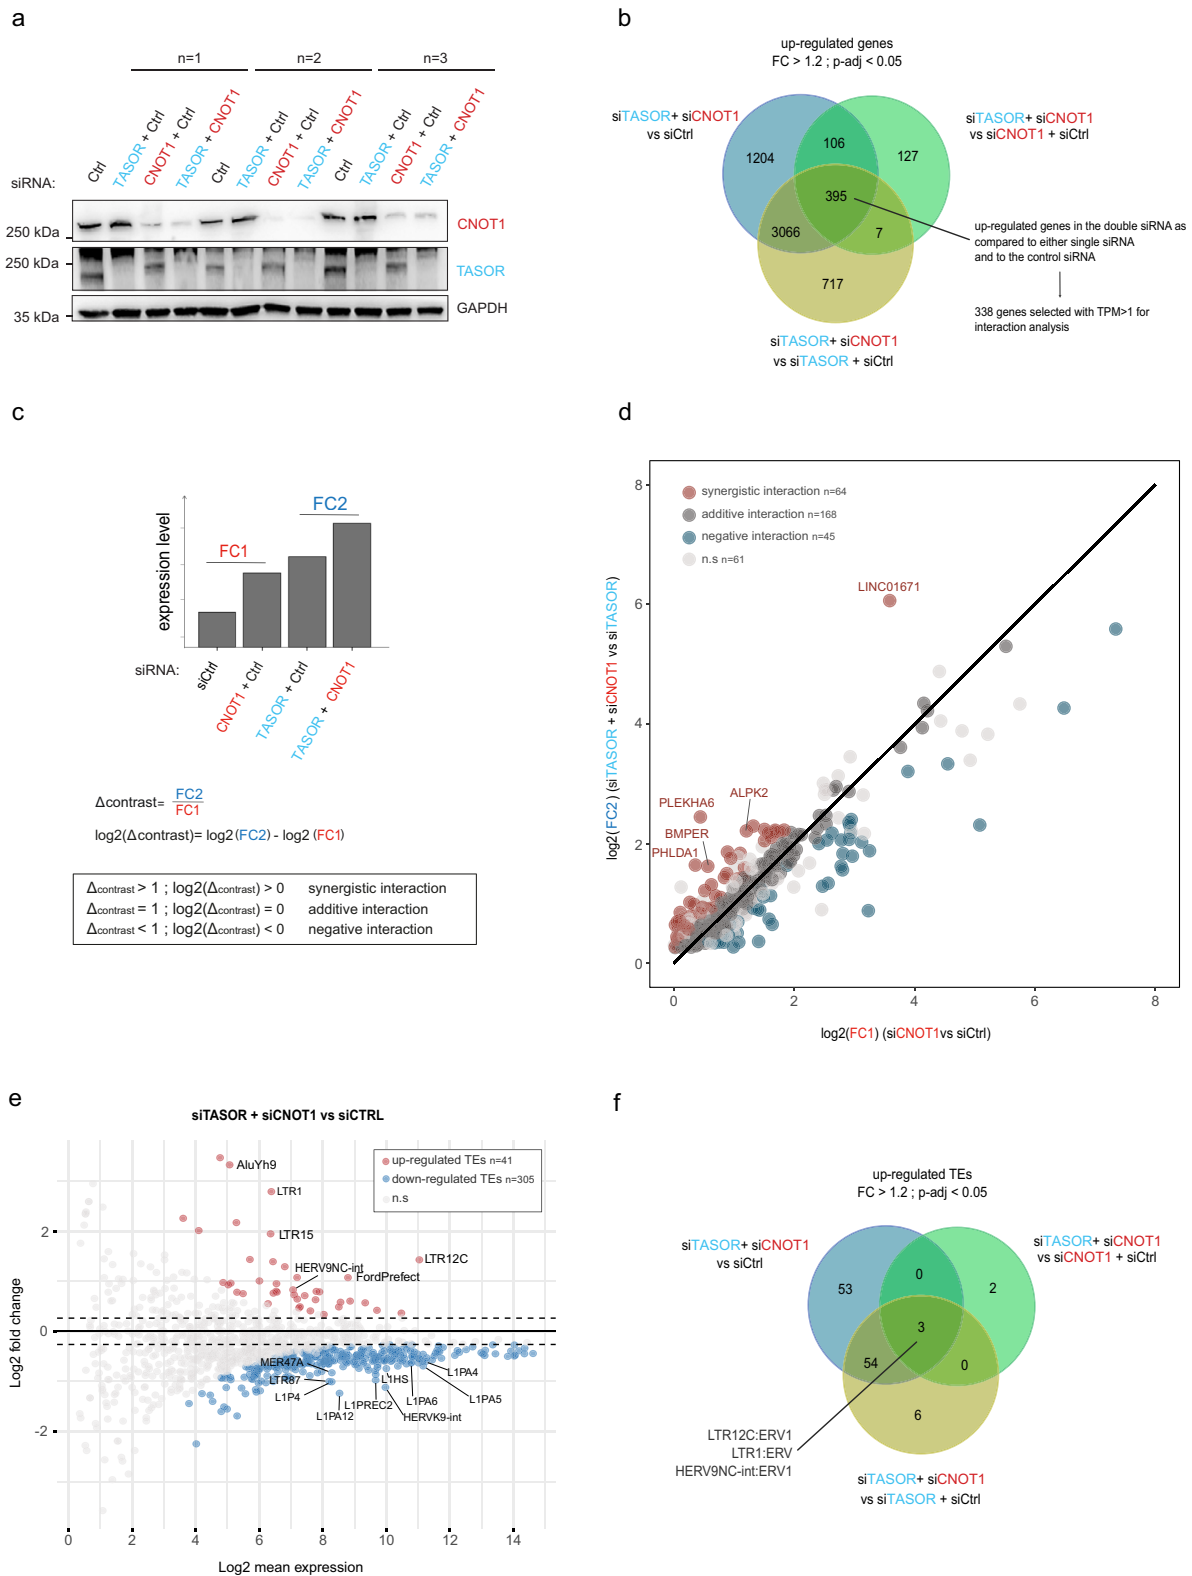 a
n=1
n=2
n=3
siRNA:
Ctrl
TASOR + Ctrl
CNOT1 + Ctrl
TASOR + CNOT1
Ctrl
TASOR + Ctrl
CNOT1 + Ctrl
TASOR + CNOT1
Ctrl
TASOR + Ctrl
CNOT1 + Ctrl
TASOR + CNOT1
250 kDa
CNOT1
250 kDa
TASOR
35 kDa
GAPDH
b
up-regulated genes
FC > 1.2 ; p-adj < 0.05
siTASOR+ siCNOT1
vs siCtrl
siTASOR+ siCNOT1
vs siCNOT1 + siCtrl
1204
106
127
395
3066
7
717
siTASOR+ siCNOT1
vs siTASOR + siCtrl
up-regulated genes in the double siRNA as
compared to either single siRNA
and to the control siRNA
338 genes selected with TPM>1 for
interaction analysis
c
expression level
FC1
FC2
siRNA:
siCtrl
CNOT1 + Ctrl
TASOR + Ctrl
TASOR + CNOT1
Δcontrast= FC2
FC1
log2(Δcontrast)= log2(FC2) - log2 (FC1)
Δcontrast > 1 ; log2(Δcontrast) > 0 synergistic interaction
Δcontrast = 1 ; log2(Δcontrast) = 0 additive interaction
Δcontrast < 1 ; log2(Δcontrast) < 0 negative interaction
d
log2(FC2) (siTASOR + siCNOT1 vs siTASOR)
8
6
4
2
0
synergistic interaction n=64
additive interaction n=168
negative interaction n=45
n.s n=61
LINC01671
PLEKHA6
ALPK2
BMPER
PHLDA1
0
2
4
6
8
log2(FC1) (siCNOT1vs siCtrl)
e
siTASOR + siCNOT1 vs siCTRL
Log2 fold change
2
0
-2
up-regulated TEs n=41
down-regulated TEs n=305
n.s
AluYh9
LTR1
LTR15
LTR12C
HERV9NC-int
FordPrefect
MER47A
LTR87
L1P4
L1PA12
L1PREC2
L1HS
HERVK9-int
L1PA6
L1PA4
L1PA5
0
2
4
6
8
10
12
14
Log2 mean expression
f
up-regulated TEs
FC > 1.2 ; p-adj < 0.05
siTASOR+ siCNOT1
vs siCtrl
siTASOR+ siCNOT1
vs siCNOT1 + siCtrl
53
0
2
3
54
0
6
LTR12C:ERV1
LTR1:ERV
HERV9NC-int:ERV1
siTASOR+ siCNOT1
vs siTASOR + siCtrl